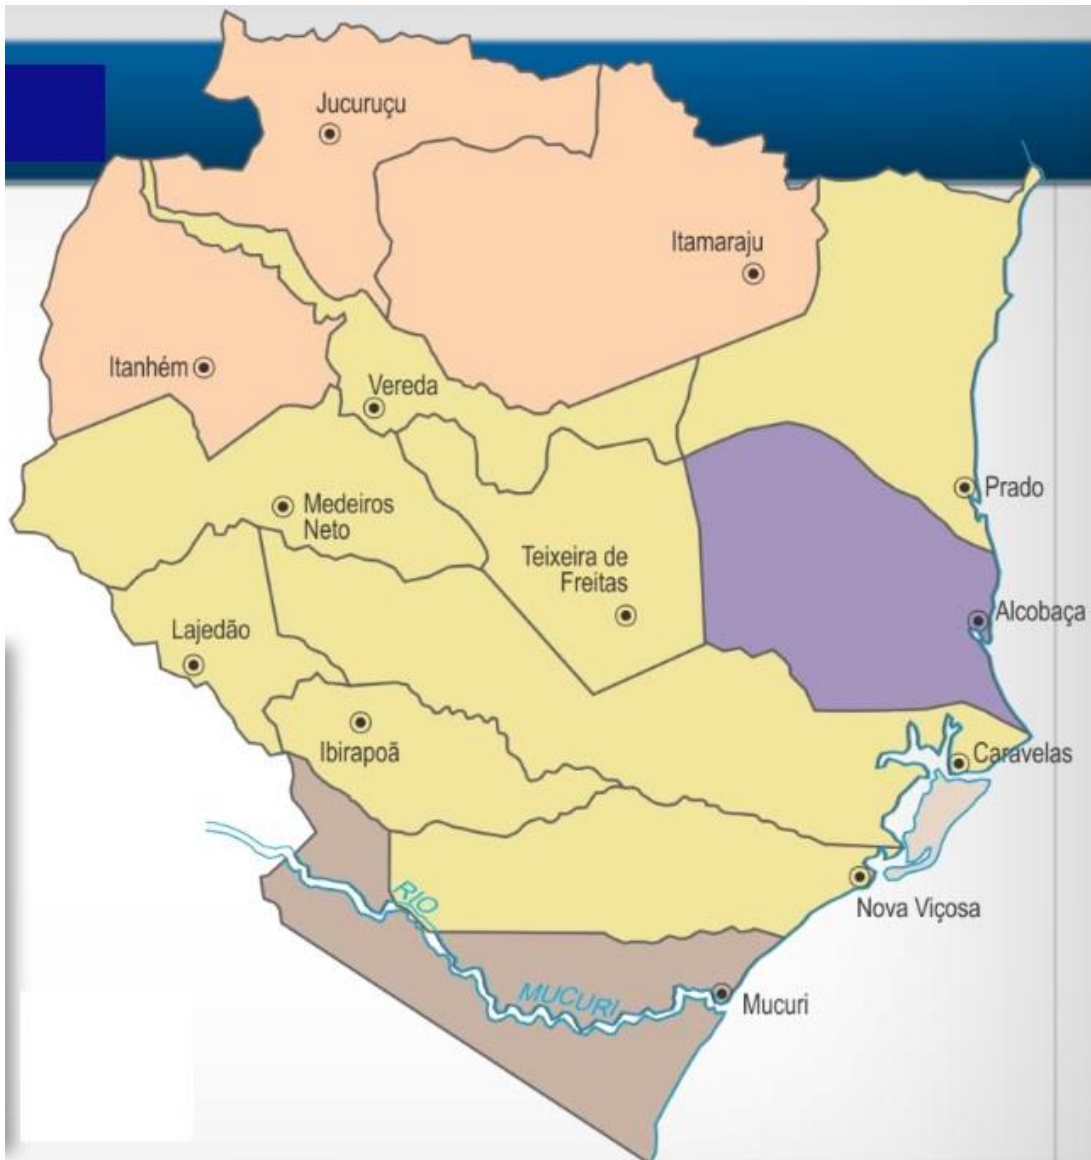 Jucuruçu
Itamaraju
Itanhém
Vereda
Prado
Medeiros
Neto
Teixeira de
Freitas
Alcobaça
Lajedão
Ibirapoã
Caravelas
RIO
Nova Viçosa
MUCURI
Mucuri